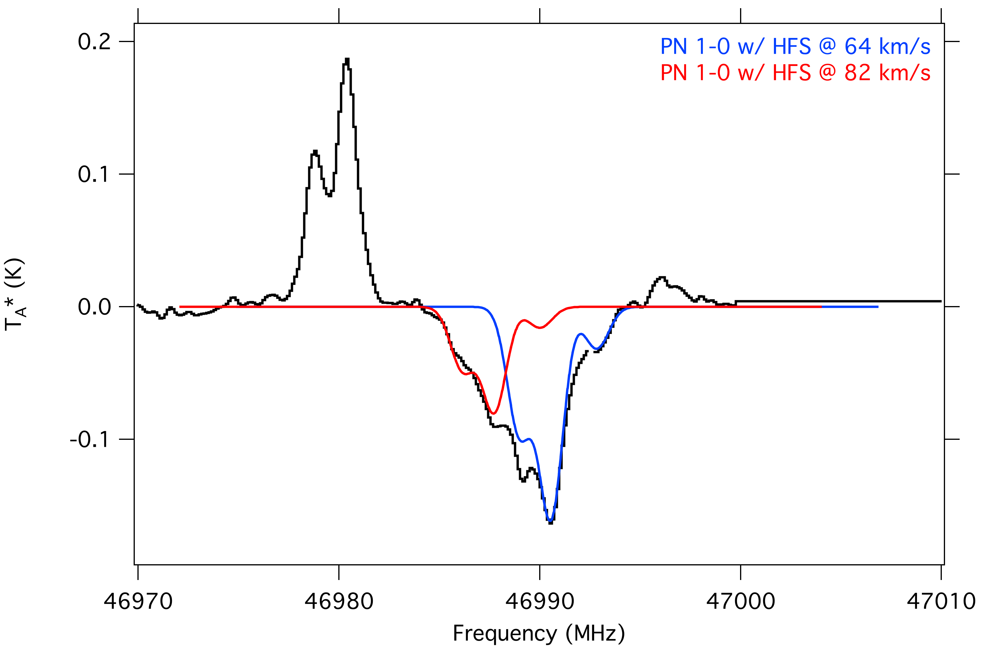 0.2
0.1
0.0
-0.1
T_A* (K)
PN 1-0 w/ HFS @ 64 km/s
PN 1-0 w/ HFS @ 82 km/s
46970 46980 46990 47000 47010
Frequency (MHz)